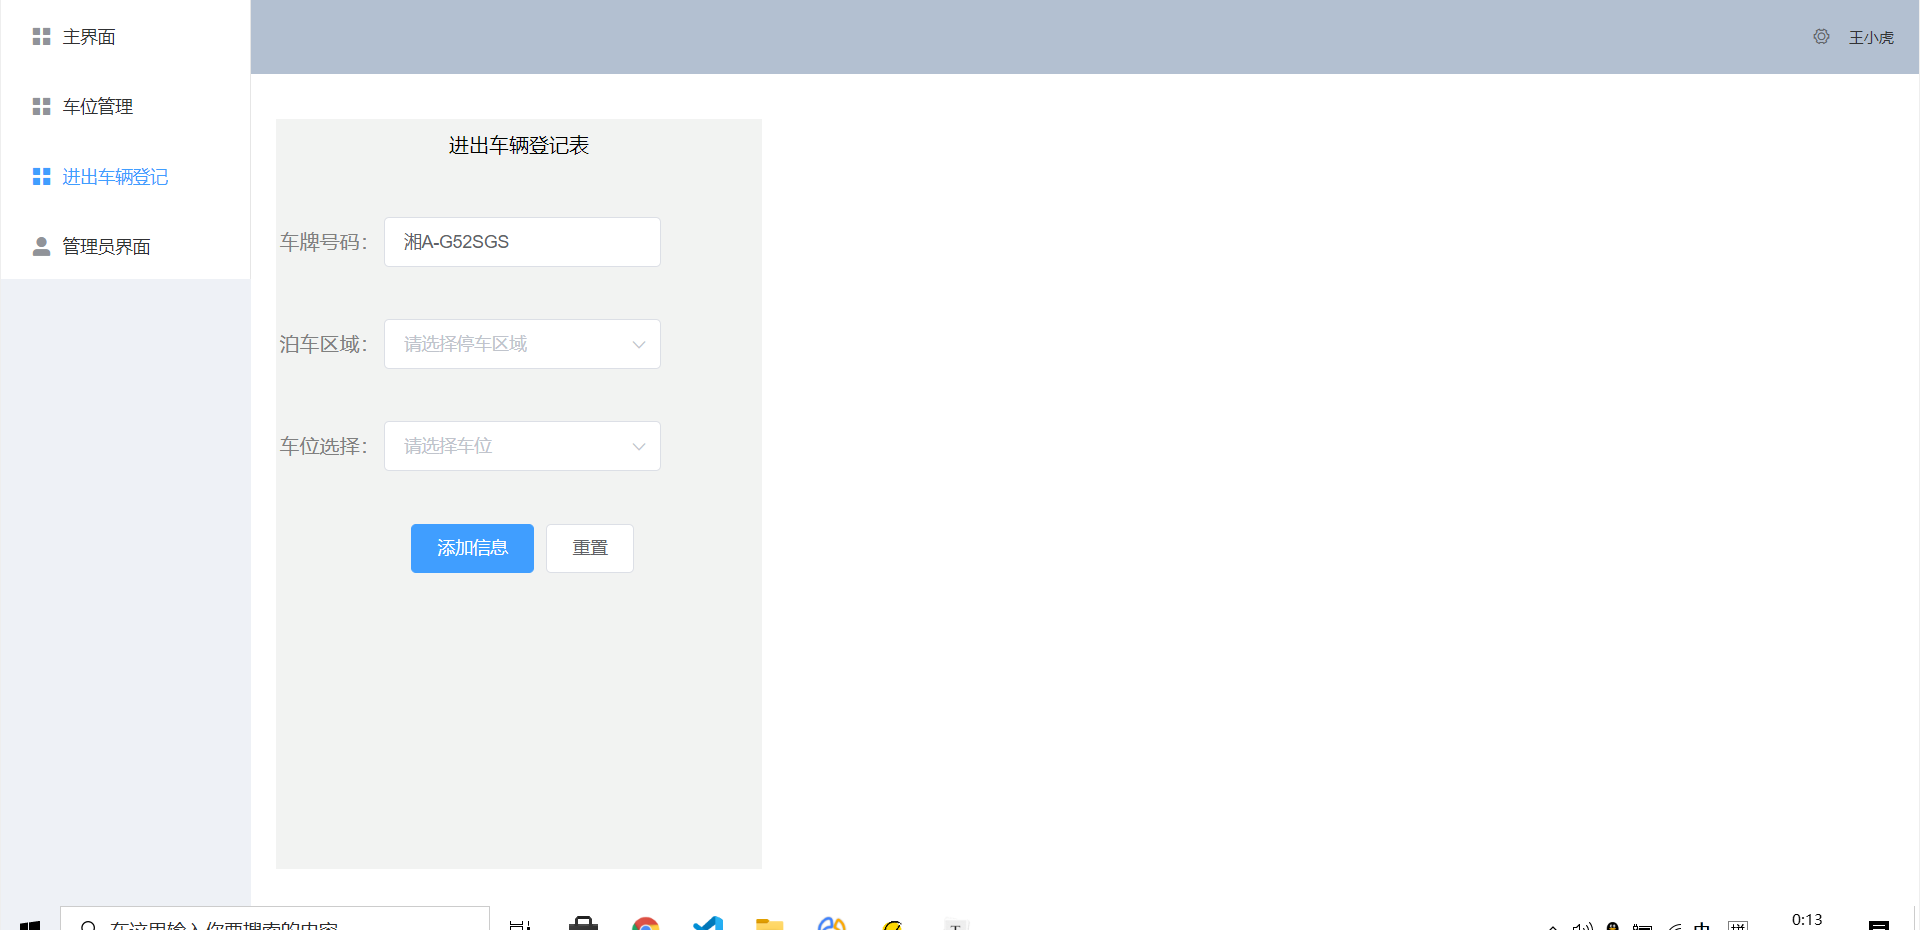 主界面
王小虎
车位管理
进出车辆登记
管理员界面
进出车辆登记表
车牌号码：
湘A-G52SGS
泊车区域：
请选择停车区域
车位选择：
请选择车位
添加信息
重置
在这里输入你要搜索的内容
中
拼
0:13